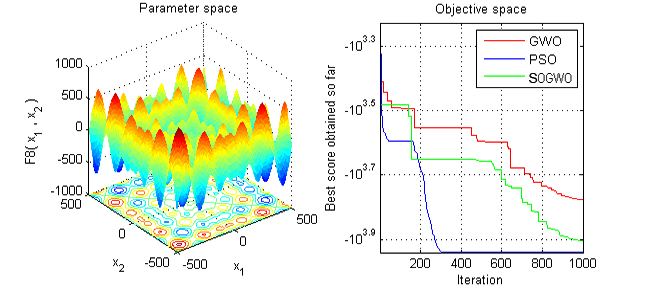 Parameter space
1000
500
0
-500
-1000
F8( x1 , x2 )
500
0
-500
x2
-500
0
500
x1
Objective space
-10^3.3
-10^3.5
-10^3.7
-10^3.9
Best score obtained so far
GWO
PSO
SOGWO
200 400 600 800 1000
Iteration